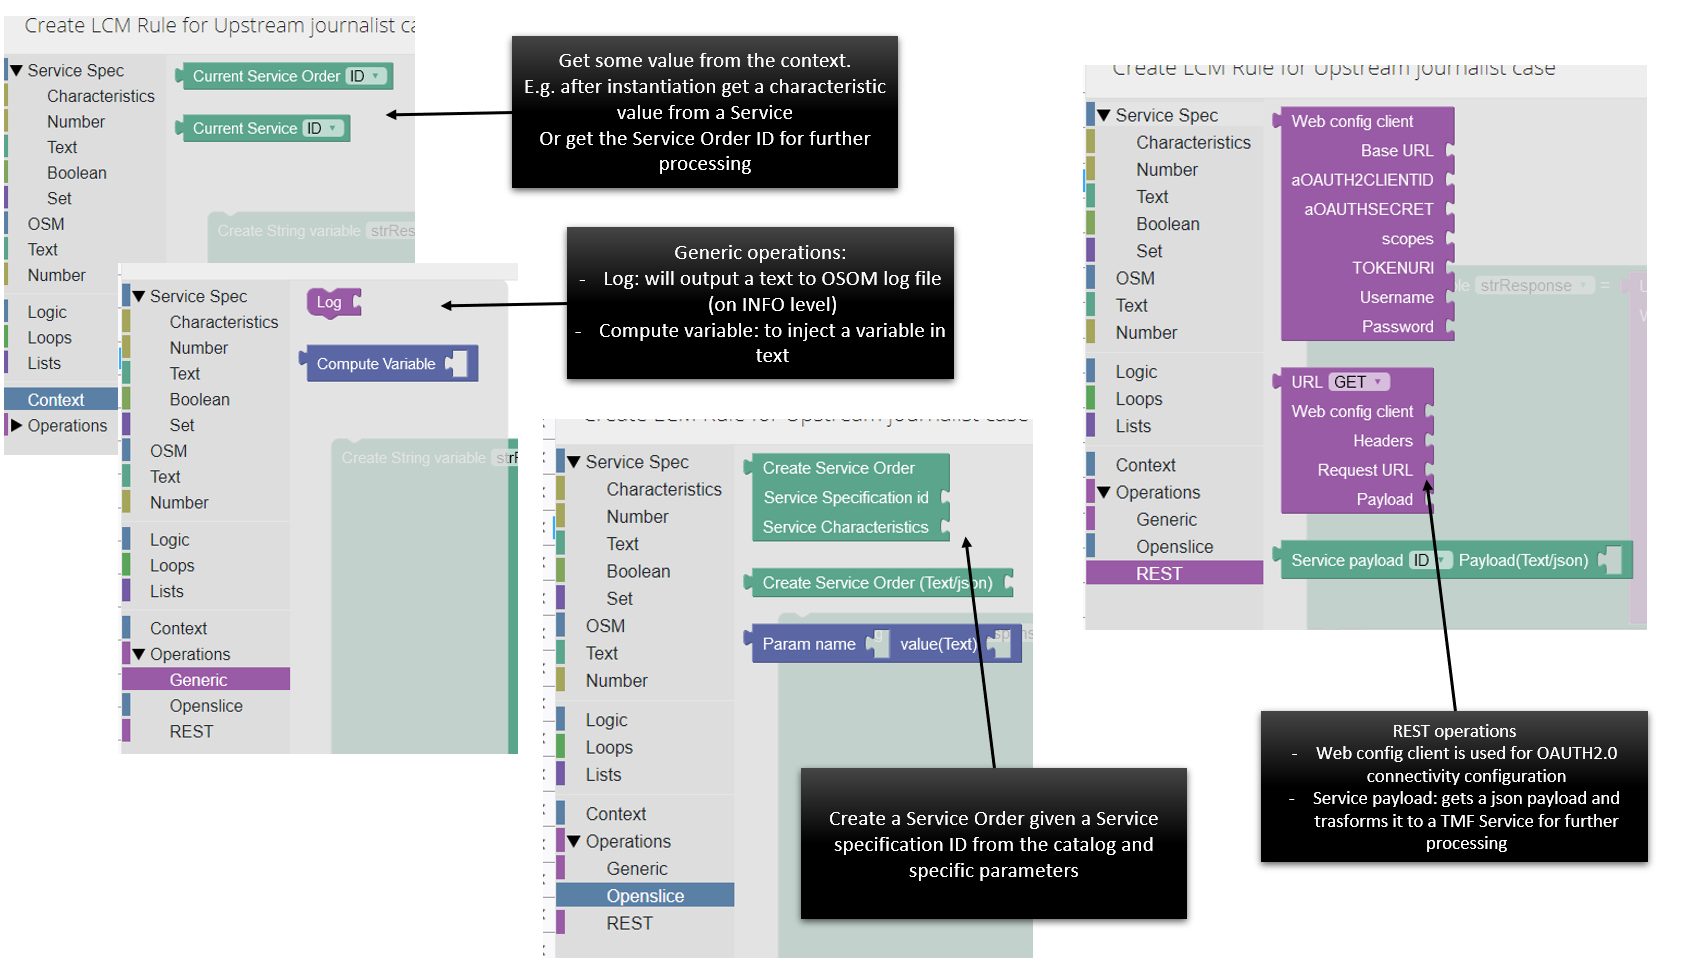 Create LCM Rule for Upstream journalist ca
Service Spec
Characteristics
Number
Text
Boolean
Set
OSM
Text
Number
Logic
Loops
Lists
Context
Operations
Current Service Order ID
Current Service ID
Create String variable strRes
Get some value from the context.
E.g. after instantiation get a characteristic
value from a Service
Or get the Service Order ID for further
processing
Service Spec
Characteristics
Number
Text
Boolean
Set
OSM
Text
Number
Logic
Loops
Lists
Context
Operations
Generic
Openslice
REST
Log
Compute Variable
Create String variable strF
Generic operations:
- Log: will output a text to OSOM log file
(on INFO level)
- Compute variable: to inject a variable in
text
Create LCM Rule for Upstream journalist case
Service Spec
Characteristics
Number
Text
Boolean
Set
OSM
Text
Number
Logic
Loops
Lists
Context
Operations
Generic
Openslice
REST
Create Service Order
Service Specification id
Service Characteristics
Create Service Order (Text/json)
Param name value(Text)
Create a Service Order given a Service
specification ID from the catalog and
specific parameters
Create LCM Rule for Upstream journalist case
Service Spec
Characteristics
Number
Text
Boolean
Set
OSM
Text
Number
Logic
Loops
Lists
Context
Operations
Generic
Openslice
REST
Web config client
Base URL
aOAUTH2CLIENTID
aOAUTHSECRET
scopes
TOKENURI
Username
Password
strResponse =
URL GET
Web config client
Headers
Request URL
Payload
Service payload ID Payload(Text/json)
REST operations
- Web config client is used for OAUTH2.0
connectivity configuration
- Service payload: gets a json payload and
trasforms it to a TMF Service for further
processing